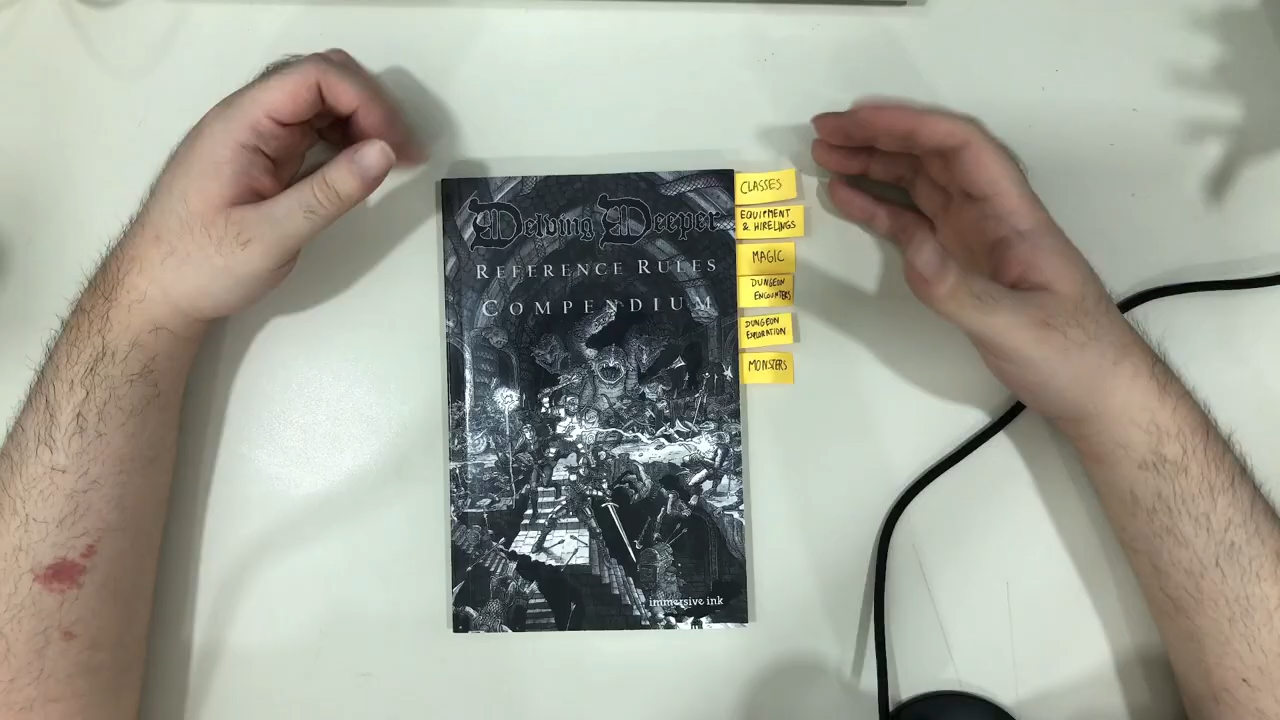 Delving Deeper
REFERENCE RULES
COMPENDIUM
immersive ink
CLASSES
EQUIPMENT
& HIRELINGS
MAGIC
DUNGEON
ENCOUNTERS
DUNGEON
EXPLORATION
MONSTERS